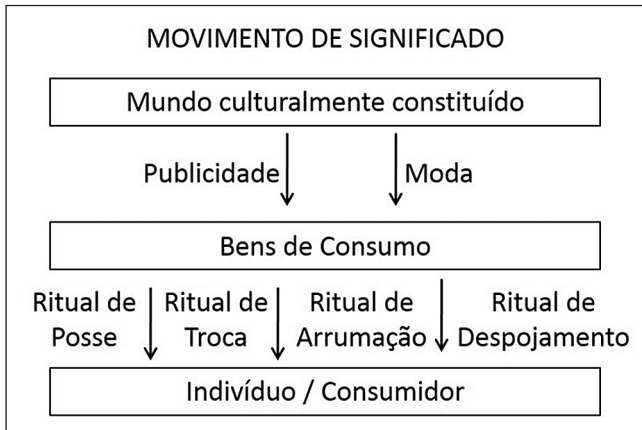 MOVIMENTO DE SIGNIFICADO
Mundo culturalmente constituído
Publicidade
Moda
Bens de Consumo
Ritual de
Posse
Ritual de
Troca
Ritual de
Arrumação
Ritual de
Despojamento
Indivíduo / Consumidor